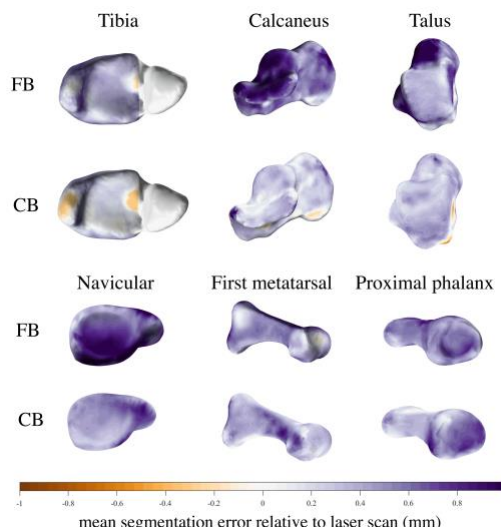 Tibia Calcaneus Talus
FB
CB
Navicular First metatarsal Proximal phalanx
FB
CB
-1 -0.8 -0.6 -0.4 -0.2 0 0.2 0.4 0.6 0.8
mean segmentation error relative to laser scan (mm)